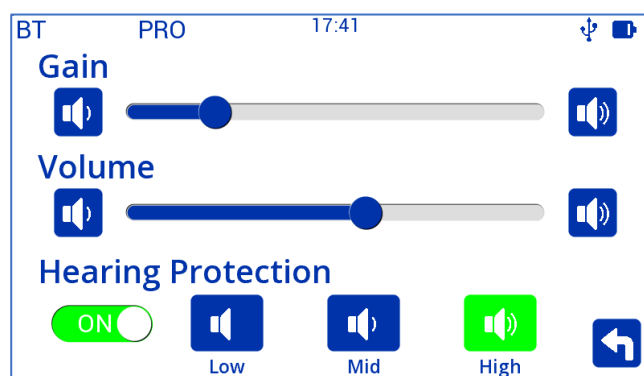 BT PRO 17:41
Gain
Volume
Hearing Protection
ON
Low Mid High